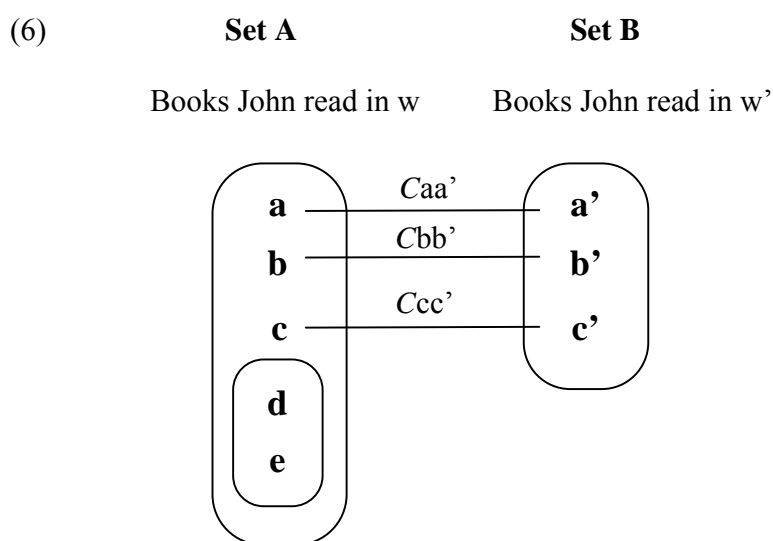 (6) Set A Set B
Books John read in w Books John read in w’
a Caa’ a’
b Cbb’ b’
c Ccc’ c’
d
e